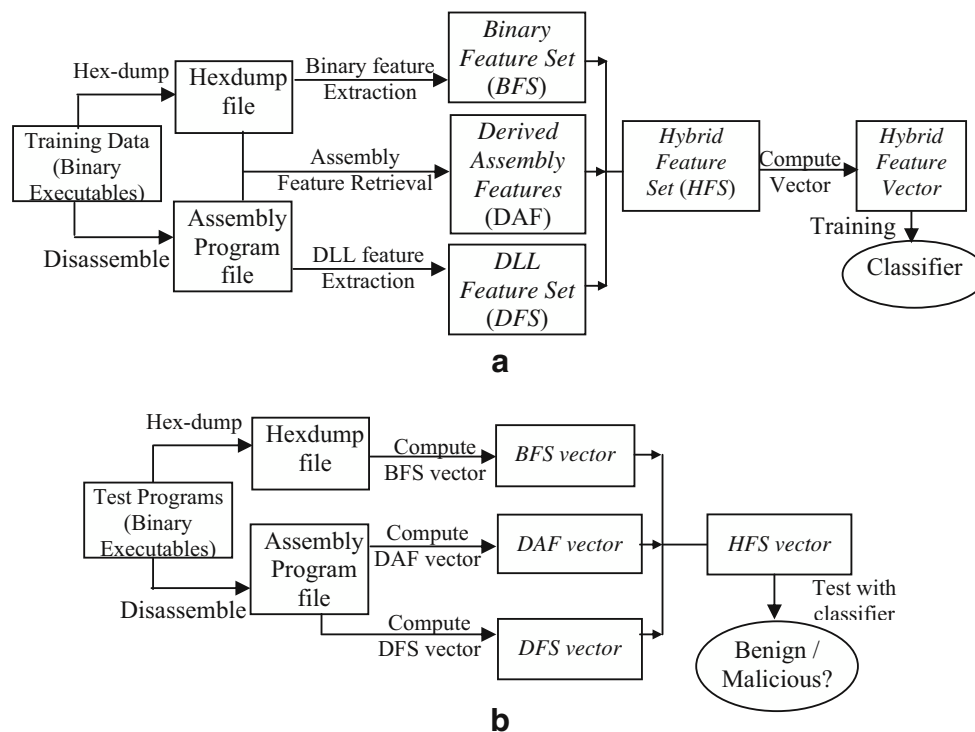 Hex-dump
Hexdump
file
Binary feature
Extraction
Binary
Feature Set
(BFS)
Training Data
(Binary
Executables)
Assembly
Feature Retrieval
Derived
Assembly
Features
(DAF)
Hybrid
Feature
Set (HFS)
Compute
Vector
Hybrid
Feature
Vector
Disassemble
Assembly
Program
file
DLL feature
Extraction
DLL
Feature Set
(DFS)
Training
Classifier
a
Hex-dump
Hexdump
file
Compute
BFS vector
BFS vector
Test Programs
(Binary
Executables)
Disassemble
Assembly
Program
file
Compute
DAF vector
DAF vector
HFS vector
Compute
DFS vector
DFS vector
Test with
classifier
Benign /
Malicious?
b